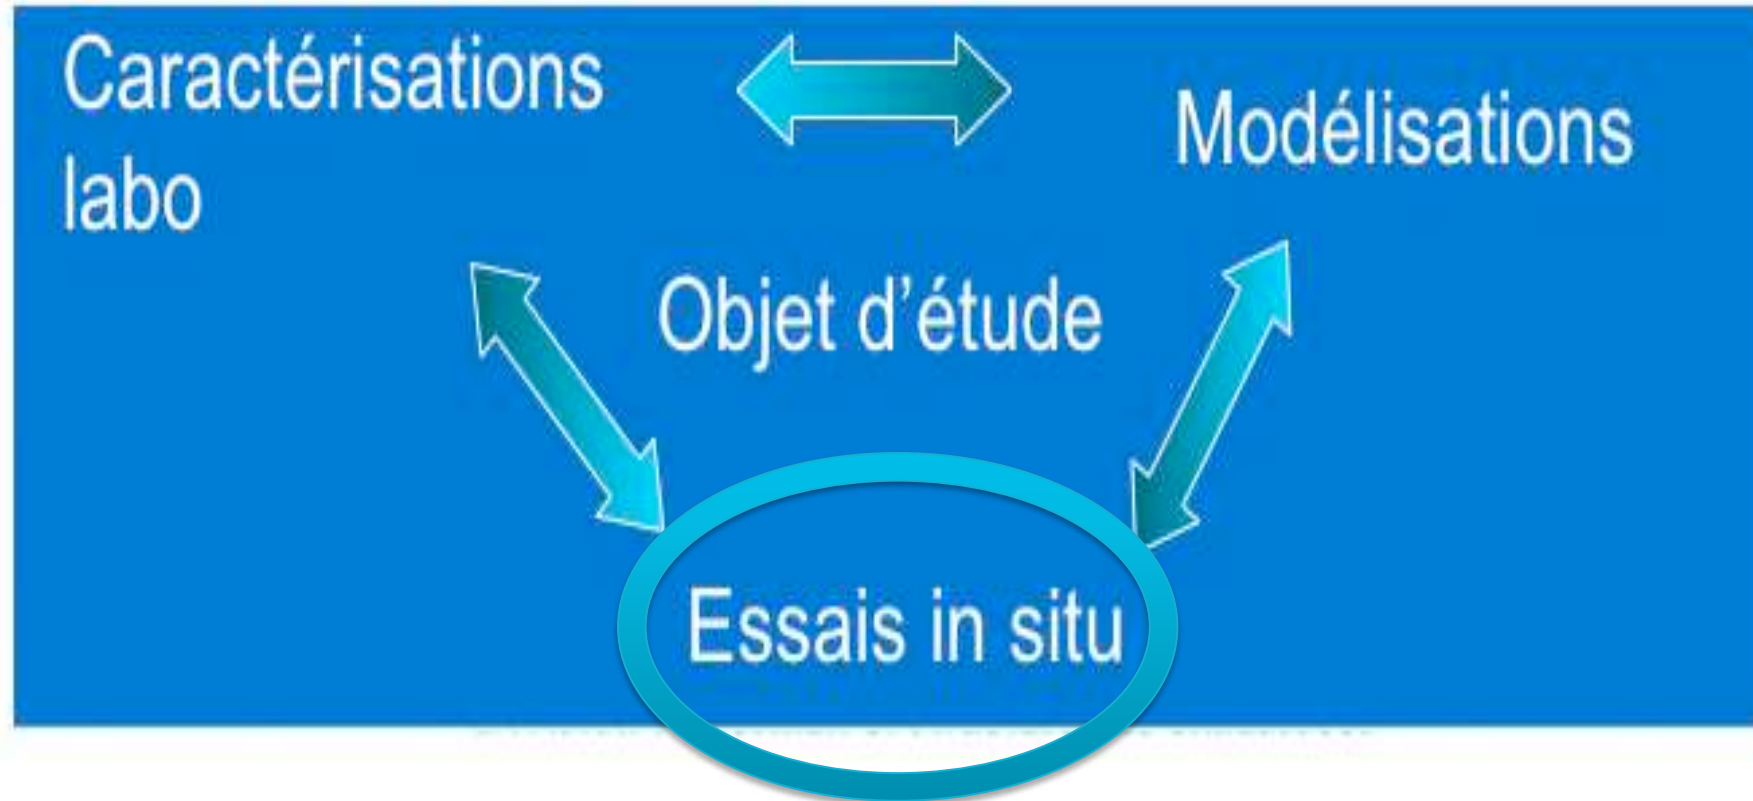 Caractérisations
labo
Modélisations
Objet d’étude
Essais in situ